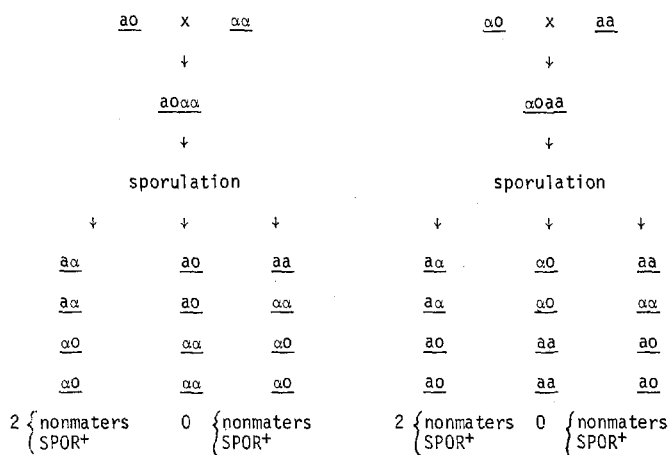 ao x αα αo x aa
↓ ↓
aoαα αoaa
↓ ↓
sporulation sporulation
↓ ↓ ↓ ↓ ↓ ↓
aα ao aa aα αo aa
aα ao αα aα αo αα
αo αα αo ao aa ao
αo αα αo ao aa ao
2 { nonmaters 0 { nonmaters 2 { nonmaters 0 { nonmaters
SPOR+ SPOR+ SPOR+ SPOR+